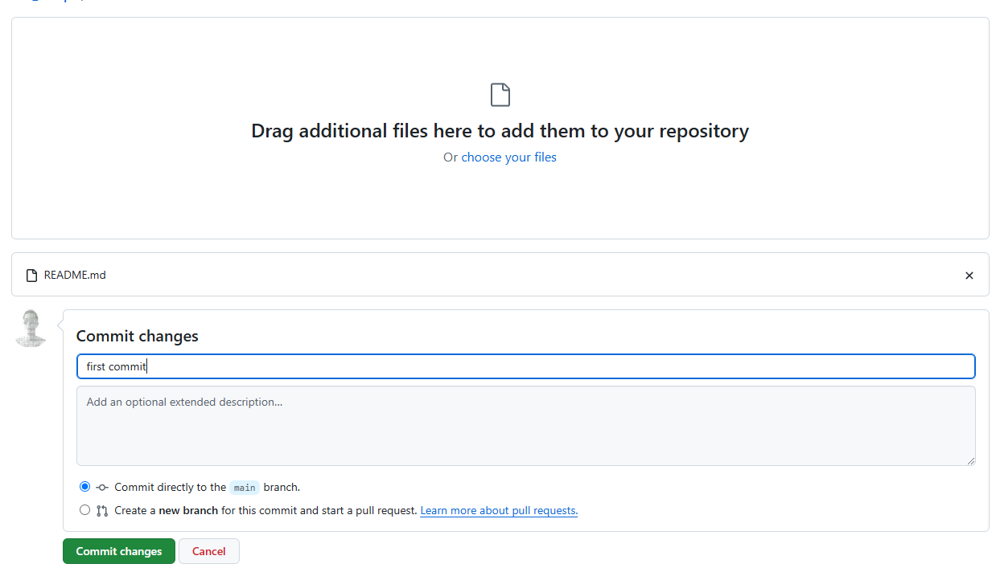 Drag additional files here to add them to your repository
Or choose your files
README.md
Commit changes
first commit
Add an optional extended description...
Commit directly to the main branch.
Create a new branch for this commit and start a pull request. Learn more about pull requests.
Commit changes
Cancel